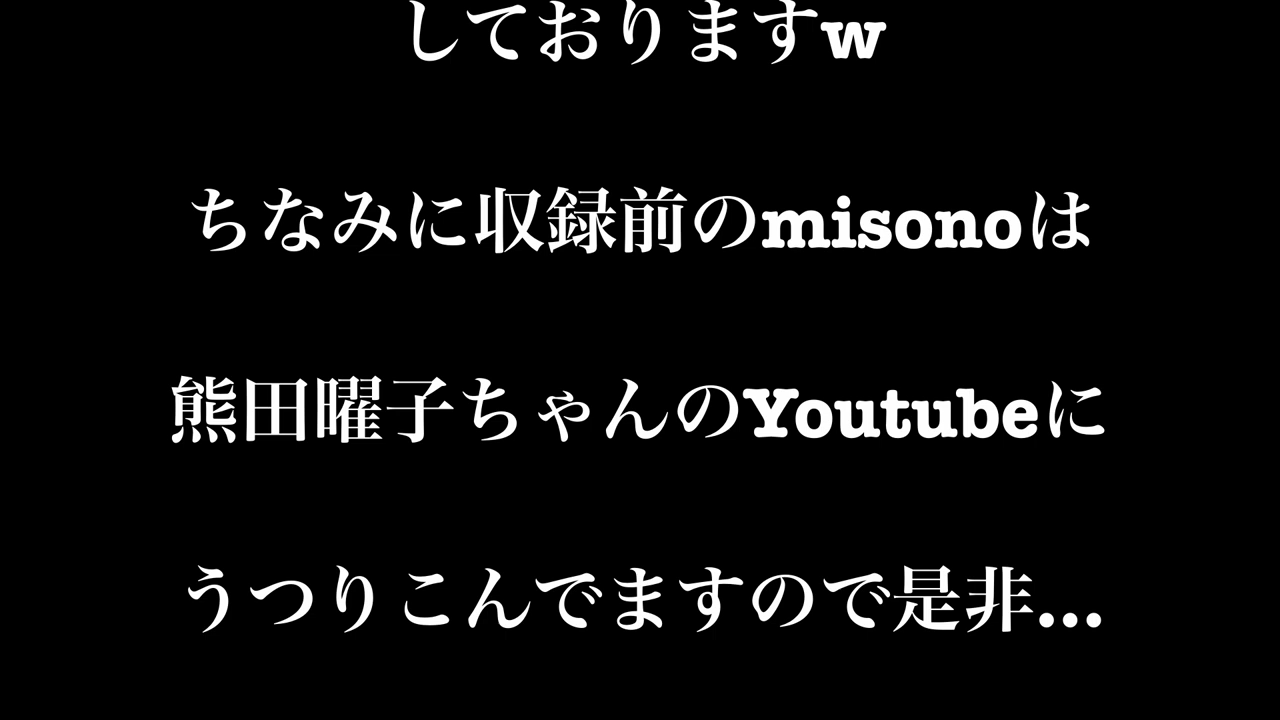 しておりますw
ちなみに収録前のmisonoは
熊田曜子ちゃんのYoutubeに
うつりこんでますので是非...